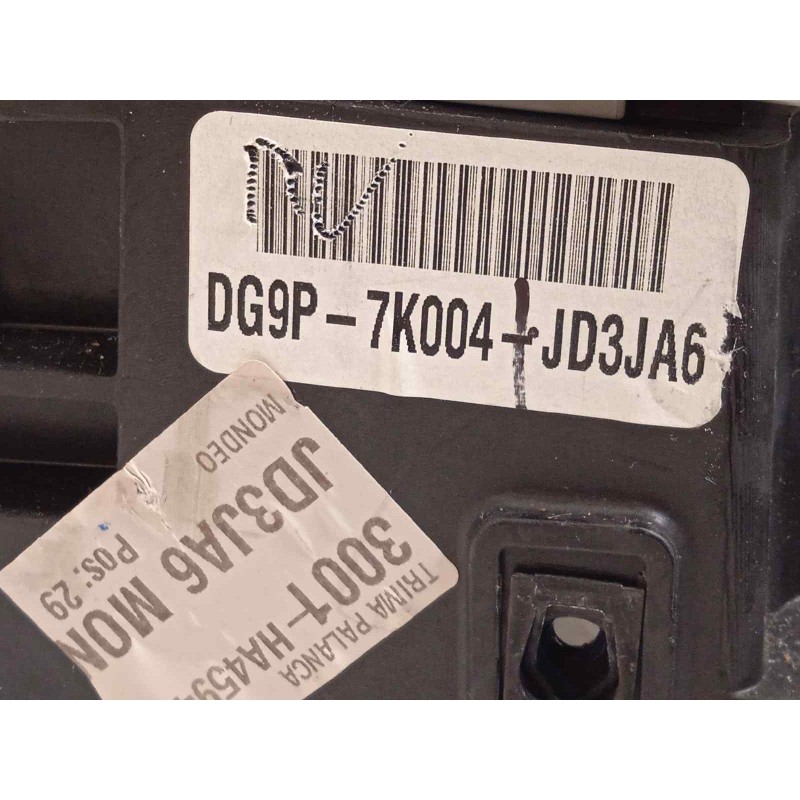 DG9P-7K004-JD3JA6
TRIMA PALANCA
3001-HA459
JD3JA6 MON
MONDEO
Pos: 29